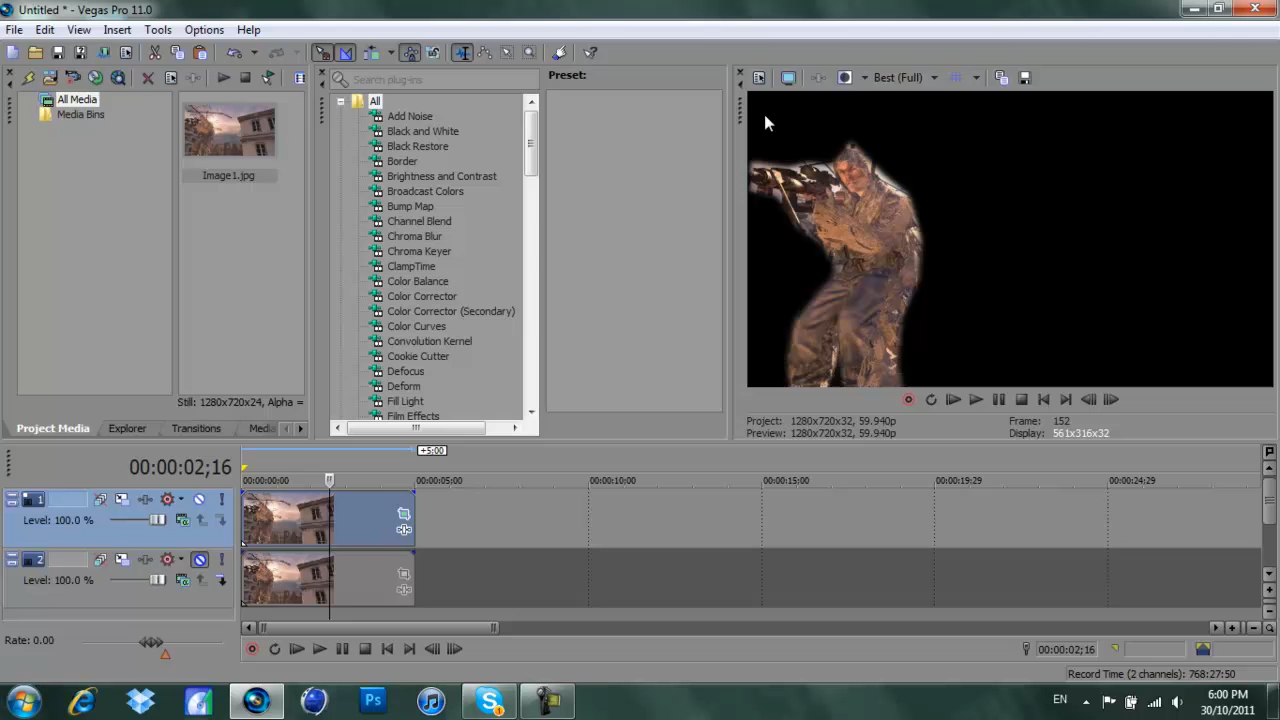 Untitled * - Vegas Pro 11.0
File Edit View Insert Tools Options Help
Search plug-ins
Preset:
Best (Full)
All Media
Media Bins
Image1.jpg
All
Add Noise
Black and White
Black Restore
Border
Brightness and Contrast
Broadcast Colors
Bump Map
Channel Blend
Chroma Blur
Chroma Keyer
ClampTime
Color Balance
Color Corrector
Color Corrector (Secondary)
Color Curves
Convolution Kernel
Cookie Cutter
Defocus
Deform
Fill Light
Film Effects
Still: 1280x720x24, Alpha =
Project Media Explorer Transitions Media
Project: 1280x720x32, 59.940p Frame: 152
Preview: 1280x720x32, 59.940p Display: 561x316x32
+5:00
00:00:02;16
00:00:00:00 00:00:05:00 00:00:10:00 00:00:15:00 00:00:19:29 00:00:24:29
1
Level: 100.0 %
2
Level: 100.0 %
Rate: 0.00
00:00:02;16
Record Time (2 channels): 768:27:50
Ps
EN
6:00 PM
30/10/2011